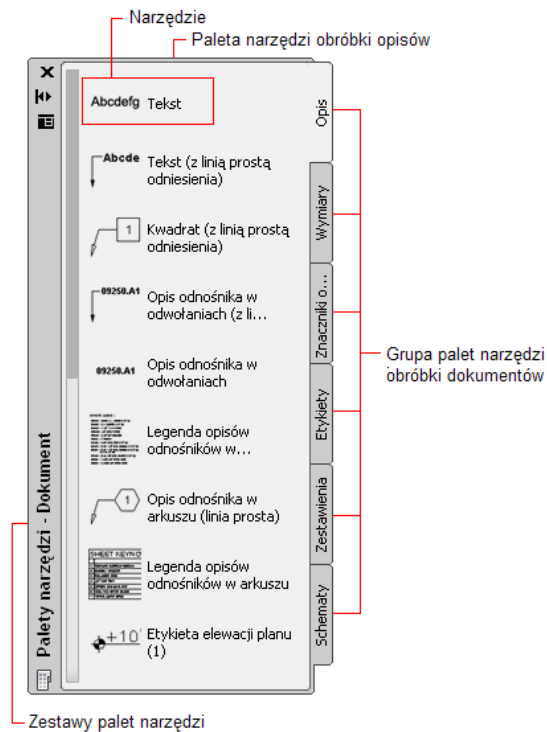 Narzędzie
Paleta narzędzi obróbki opisów
Abcdefg Tekst
Abcde Tekst (z linią prostą
odniesienia)
1 Kwadrat (z linią prostą
odniesienia)
09250.A1 Opis odnośnika w
odwołaniach (z li...
09250.A1 Opis odnośnika w
odwołaniach
Legenda opisów
odnośników w...
1 Opis odnośnika w
arkuszu (linia prosta)
SHEET KEYNO
Legenda opisów
odnośników w arkuszu
+10' Etykieta elewacji planu
(1)
Opis
Wymiary
Znaczniki o...
Etykiety
Zestawienia
Schematy
Grupa palet narzędzi
obróbki dokumentów
Palety narzędzi - Dokument
Zestawy palet narzędzi